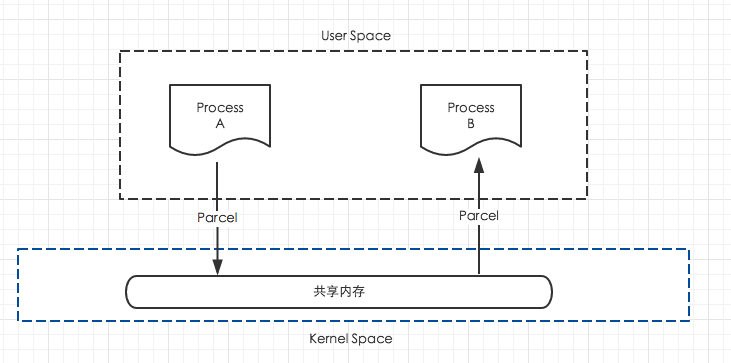 User Space
Process
A
Process
B
Parcel
Parcel
共享内存
Kernel Space